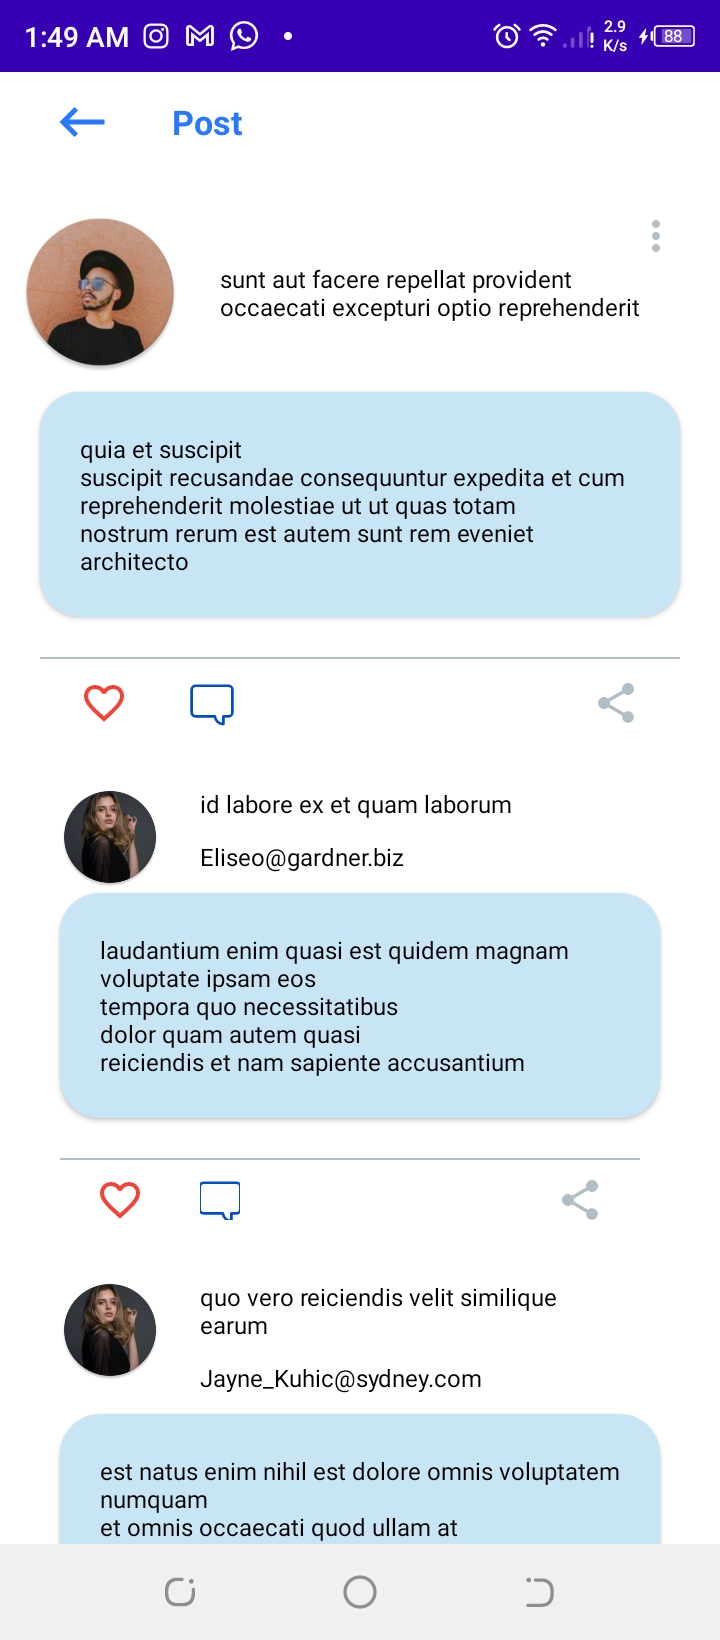 1:49 AM
2.9
K/s
88
Post
sunt aut facere repellat provident
occaecati excepturi optio reprehenderit
quia et suscipit
suscipit recusandae consequuntur expedita et cum
reprehenderit molestiae ut ut quas totam
nostrum rerum est autem sunt rem eveniet
architecto
id labore ex et quam laborum
Eliseo@gardner.biz
laudantium enim quasi est quidem magnam
voluptate ipsam eos
tempora quo necessitatibus
dolor quam autem quasi
reiciendis et nam sapiente accusantium
quo vero reiciendis velit similique
earum
Jayne_Kuhic@sydney.com
est natus enim nihil est dolore omnis voluptatem
numquam
et omnis occaecati quod ullam at